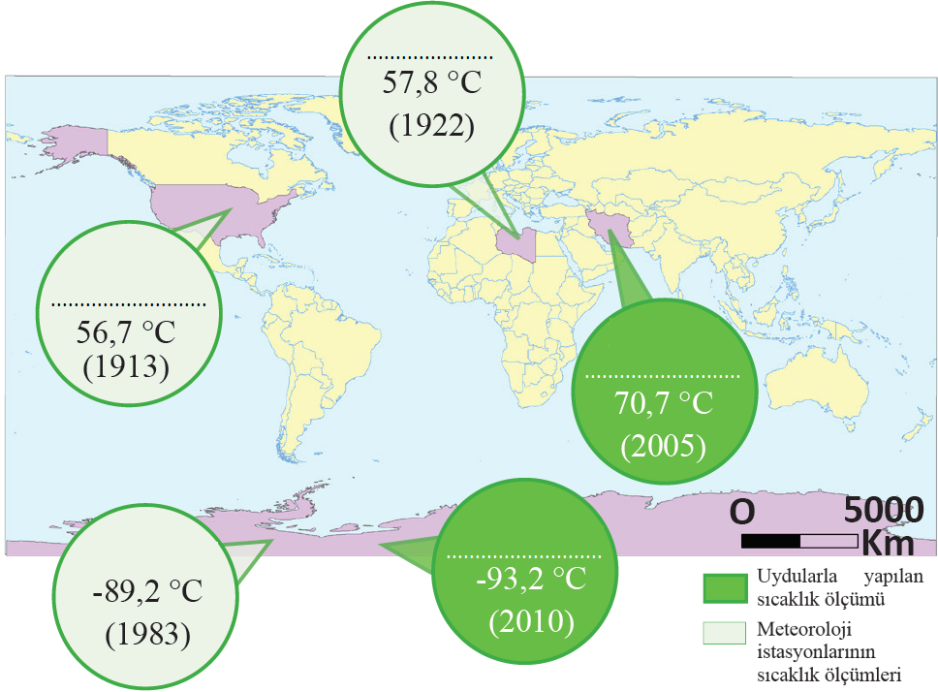 57,8 °C
(1922)
56,7 °C
(1913)
70,7 °C
(2005)
-89,2 °C
(1983)
-93,2 °C
(2010)
O 5000
Km
Uydularla yapılan
sıcaklık ölçümü
Meteoroloji
istasyonlarının
sıcaklık ölçümleri